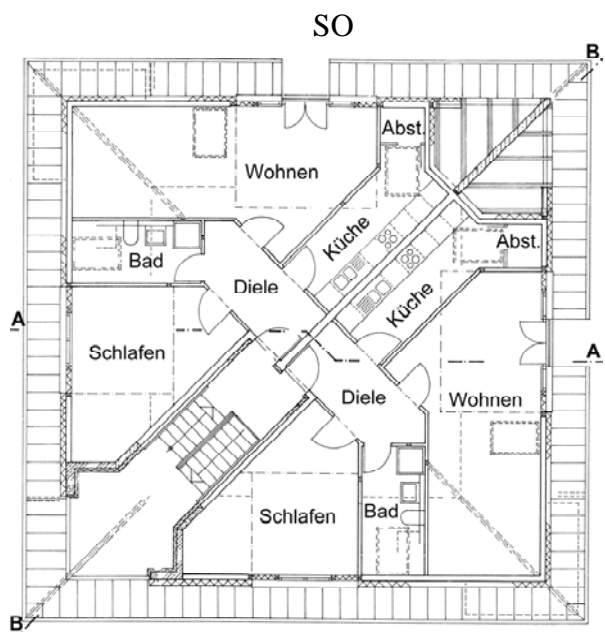 SO
B
Abst.
Wohnen
Küche
Abst.
Bad
Diele
Küche
A
Schlafen
A
Wohnen
Diele
Schlafen
Bad
B